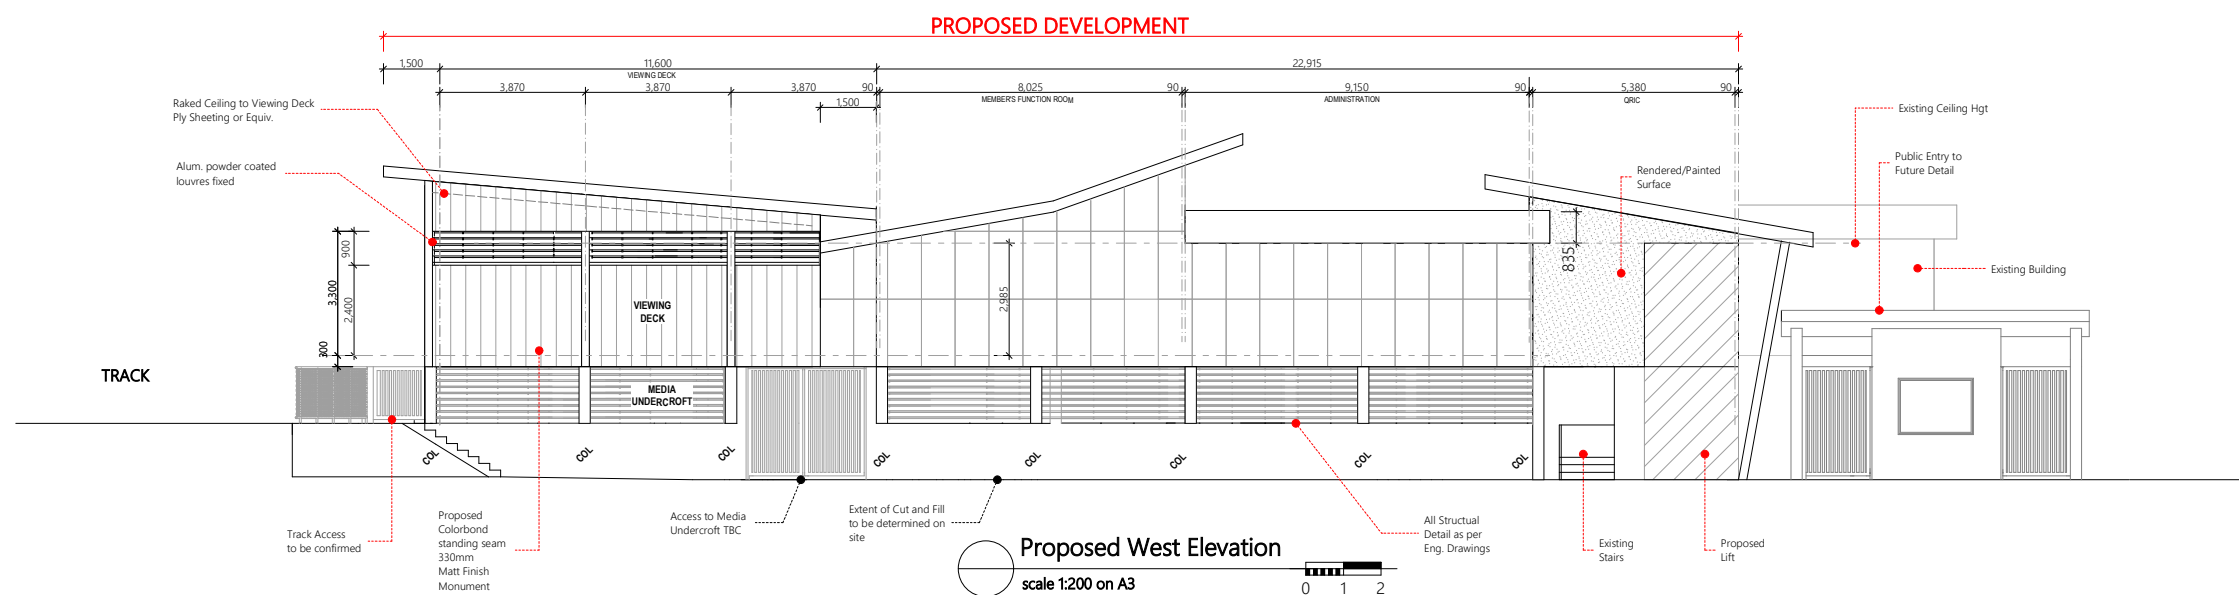 PROPOSED DEVELOPMENT
1,500
11,600
22,915
VIEWING DECK
3,870
3,870
3,870
90
8,025
90
9,150
90
5,380
90
MEMBER'S FUNCTION ROOM
ADMINISTRATION
QRIC
1,500
Raked Ceiling to Viewing Deck
Ply Sheeting or Equiv.
Existing Ceiling Hgt
Alum. powder coated
louvres fixed
Rendered/Painted
Surface
Public Entry to
Future Detail
900
3,300
2,400
300
835
2,985
Existing Building
VIEWING
DECK
TRACK
MEDIA
UNDERCROFT
COL
COL
COL
COL
COL
COL
COL
COL
Track Access
to be confirmed
Proposed
Colorbond
standing seam
330mm
Matt Finish
Monument
Access to Media
Undercroft TBC
Extent of Cut and Fill
to be determined on
site
All Structual
Detail as per
Eng. Drawings
Existing
Stairs
Proposed
Lift
Proposed West Elevation
scale 1:200 on A3
0 1 2